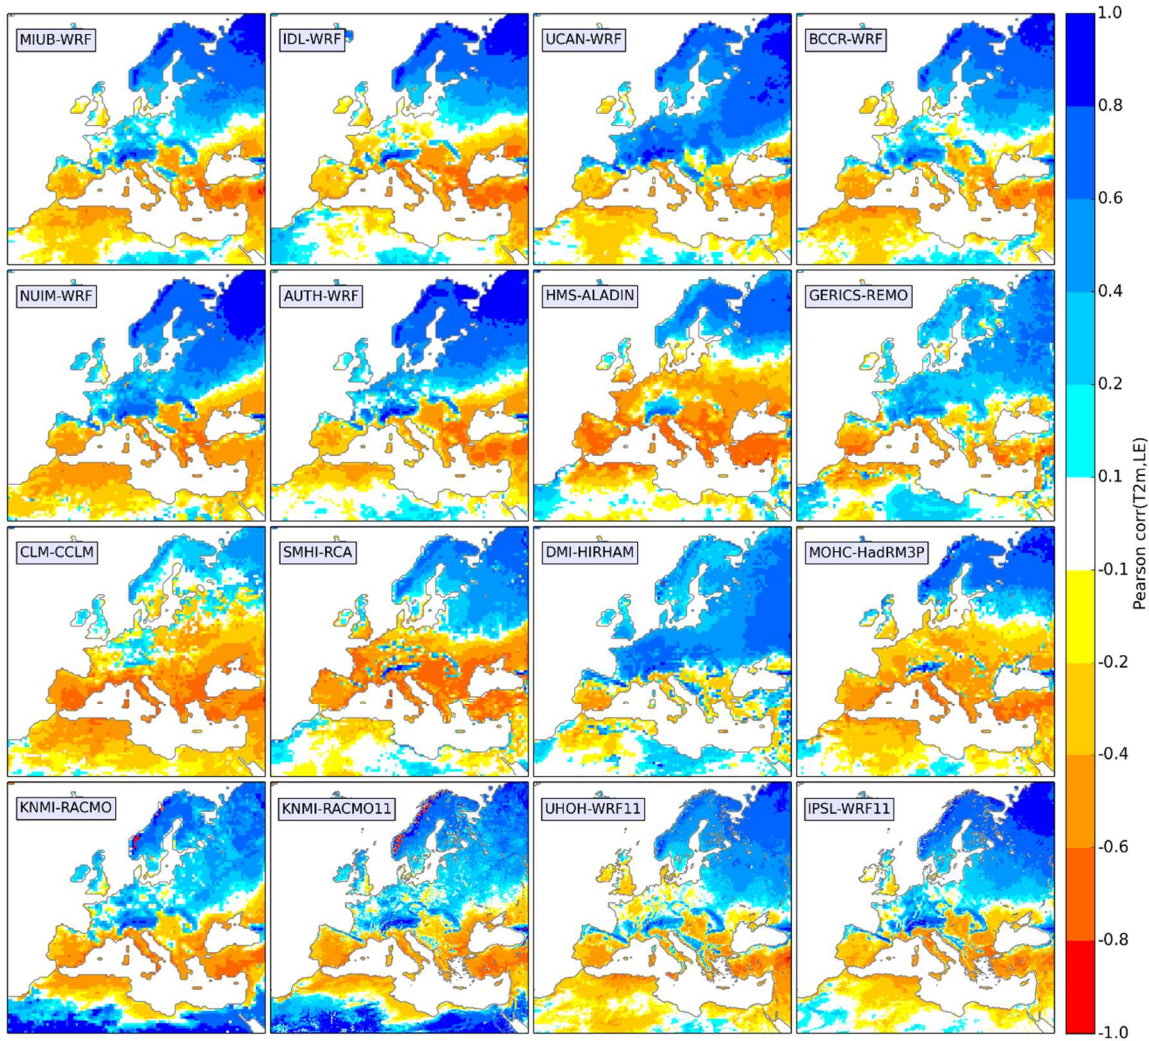 MIUB-WRF
IDL-WRF
UCAN-WRF
BCCR-WRF
NUIM-WRF
AUTH-WRF
HMS-ALADIN
GERICS-REMO
CLM-CCLM
SMHI-RCA
DMI-HIRHAM
MOHC-HadRM3P
KNMI-RACMO
KNMI-RACMO11
UHOH-WRF11
IPSL-WRF11
1.0
0.8
0.6
0.4
0.2
0.1
-0.1
-0.2
-0.4
-0.6
-0.8
-1.0
Pearson corr(T2m,LE)